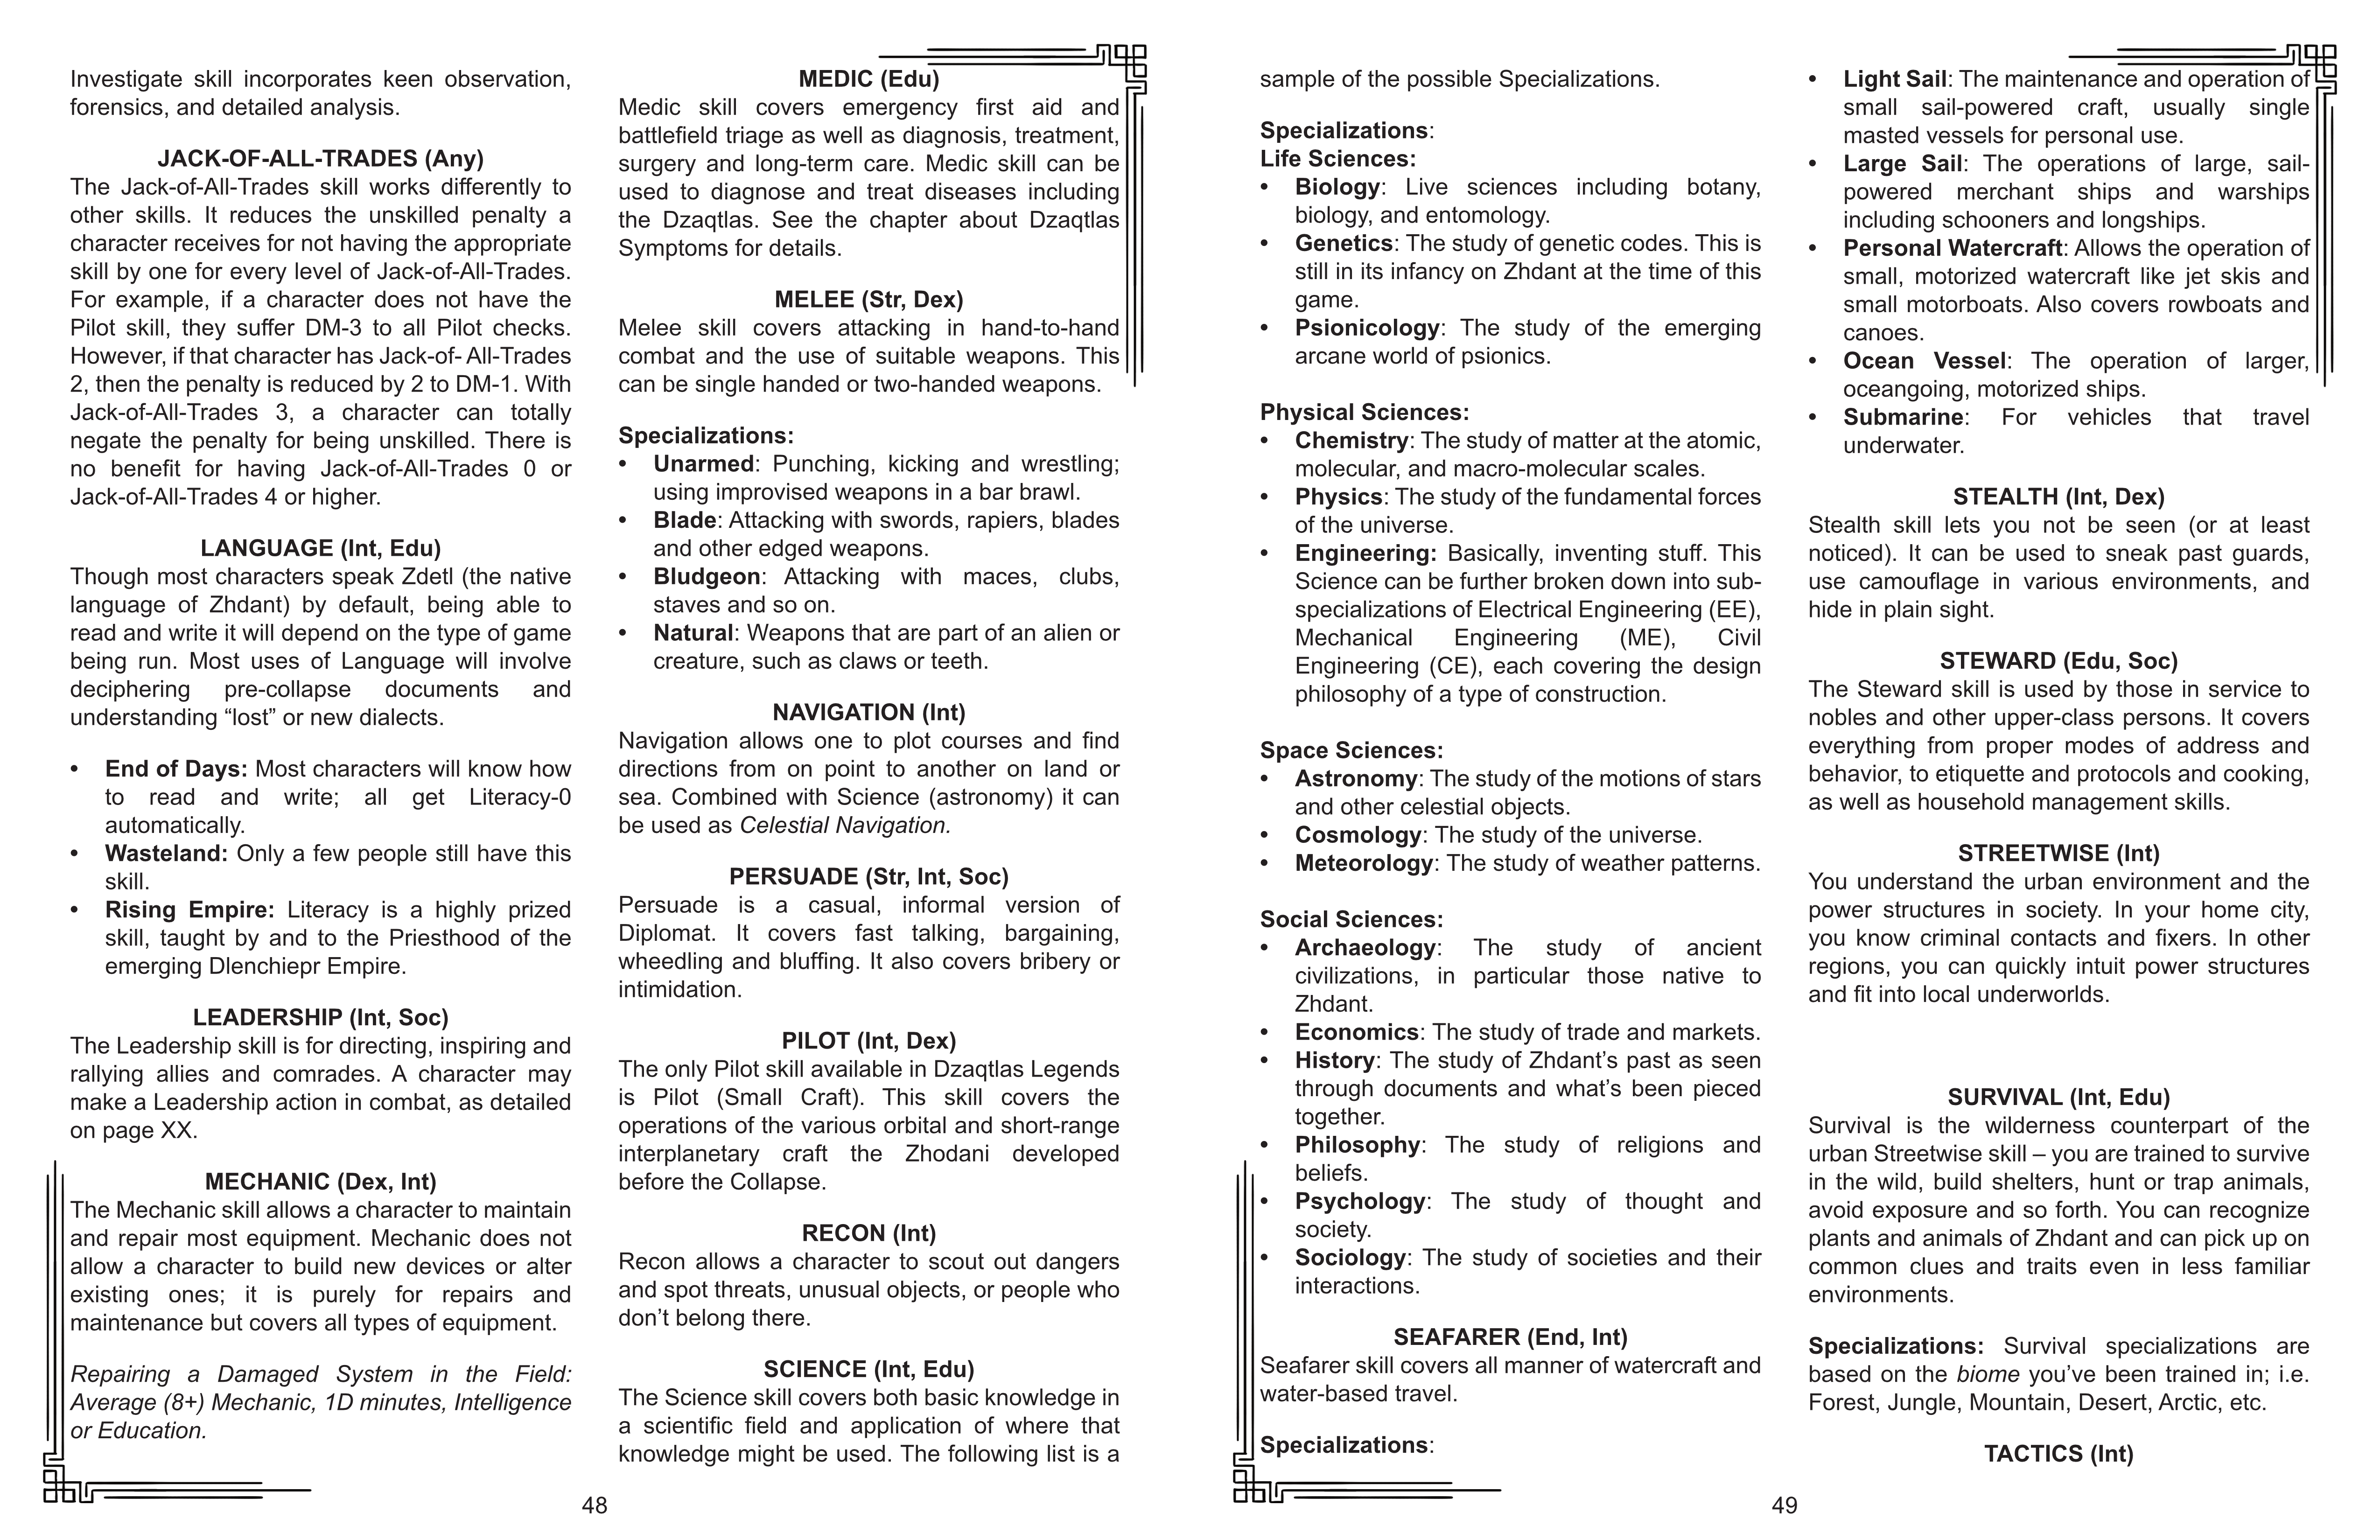 Investigate skill incorporates keen observation,
forensics, and detailed analysis.
JACK-OF-ALL-TRADES (Any)
The Jack-of-All-Trades skill works differently to
other skills. It reduces the unskilled penalty a
character receives for not having the appropriate
skill by one for every level of Jack-of-All-Trades.
For example, if a character does not have the
Pilot skill, they suffer DM-3 to all Pilot checks.
However, if that character has Jack-of- All-Trades
2, then the penalty is reduced by 2 to DM-1. With
Jack-of-All-Trades 3, a character can totally
negate the penalty for being unskilled. There is
no benefit for having Jack-of-All-Trades 0 or
Jack-of-All-Trades 4 or higher.
LANGUAGE (Int, Edu)
Though most characters speak Zdetl (the native
language of Zhdant) by default, being able to
read and write it will depend on the type of game
being run. Most uses of Language will involve
deciphering pre-collapse documents and
understanding “lost” or new dialects.
• End of Days: Most characters will know how
to read and write; all get Literacy-0
automatically.
• Wasteland: Only a few people still have this
skill.
• Rising Empire: Literacy is a highly prized
skill, taught by and to the Priesthood of the
emerging Dlenchiepr Empire.
LEADERSHIP (Int, Soc)
The Leadership skill is for directing, inspiring and
rallying allies and comrades. A character may
make a Leadership action in combat, as detailed
on page XX.
MECHANIC (Dex, Int)
The Mechanic skill allows a character to maintain
and repair most equipment. Mechanic does not
allow a character to build new devices or alter
existing ones; it is purely for repairs and
maintenance but covers all types of equipment.
Repairing a Damaged System in the Field:
Average (8+) Mechanic, 1D minutes, Intelligence
or Education.
MEDIC (Edu)
Medic skill covers emergency first aid and
battlefield triage as well as diagnosis, treatment,
surgery and long-term care. Medic skill can be
used to diagnose and treat diseases including
the Dzaqtlas. See the chapter about Dzaqtlas
Symptoms for details.
MELEE (Str, Dex)
Melee skill covers attacking in hand-to-hand
combat and the use of suitable weapons. This
can be single handed or two-handed weapons.
Specializations:
• Unarmed: Punching, kicking and wrestling;
using improvised weapons in a bar brawl.
• Blade: Attacking with swords, rapiers, blades
and other edged weapons.
• Bludgeon: Attacking with maces, clubs,
staves and so on.
• Natural: Weapons that are part of an alien or
creature, such as claws or teeth.
NAVIGATION (Int)
Navigation allows one to plot courses and find
directions from on point to another on land or
sea. Combined with Science (astronomy) it can
be used as Celestial Navigation.
PERSUADE (Str, Int, Soc)
Persuade is a casual, informal version of
Diplomat. It covers fast talking, bargaining,
wheedling and bluffing. It also covers bribery or
intimidation.
PILOT (Int, Dex)
The only Pilot skill available in Dzaqtlas Legends
is Pilot (Small Craft). This skill covers the
operations of the various orbital and short-range
interplanetary craft the Zhodani developed
before the Collapse.
RECON (Int)
Recon allows a character to scout out dangers
and spot threats, unusual objects, or people who
don’t belong there.
SCIENCE (Int, Edu)
The Science skill covers both basic knowledge in
a scientific field and application of where that
knowledge might be used. The following list is a
48
sample of the possible Specializations.
Specializations:
Life Sciences:
• Biology: Live sciences including botany,
biology, and entomology.
• Genetics: The study of genetic codes. This is
still in its infancy on Zhdant at the time of this
game.
• Psionicology: The study of the emerging
arcane world of psionics.
Physical Sciences:
• Chemistry: The study of matter at the atomic,
molecular, and macro-molecular scales.
• Physics: The study of the fundamental forces
of the universe.
• Engineering: Basically, inventing stuff. This
Science can be further broken down into sub-
specializations of Electrical Engineering (EE),
Mechanical Engineering (ME), Civil
Engineering (CE), each covering the design
philosophy of a type of construction.
Space Sciences:
• Astronomy: The study of the motions of stars
and other celestial objects.
• Cosmology: The study of the universe.
• Meteorology: The study of weather patterns.
Social Sciences:
• Archaeology: The study of ancient
civilizations, in particular those native to
Zhdant.
• Economics: The study of trade and markets.
• History: The study of Zhdant’s past as seen
through documents and what’s been pieced
together.
• Philosophy: The study of religions and
beliefs.
• Psychology: The study of thought and
society.
• Sociology: The study of societies and their
interactions.
SEAFARER (End, Int)
Seafarer skill covers all manner of watercraft and
water-based travel.
Specializations:
• Light Sail: The maintenance and operation of
small sail-powered craft, usually single
masted vessels for personal use.
• Large Sail: The operations of large, sail-
powered merchant ships and warships
including schooners and longships.
• Personal Watercraft: Allows the operation of
small, motorized watercraft like jet skis and
small motorboats. Also covers rowboats and
canoes.
• Ocean Vessel: The operation of larger,
oceangoing, motorized ships.
• Submarine: For vehicles that travel
underwater.
STEALTH (Int, Dex)
Stealth skill lets you not be seen (or at least
noticed). It can be used to sneak past guards,
use camouflage in various environments, and
hide in plain sight.
STEWARD (Edu, Soc)
The Steward skill is used by those in service to
nobles and other upper-class persons. It covers
everything from proper modes of address and
behavior, to etiquette and protocols and cooking,
as well as household management skills.
STREETWISE (Int)
You understand the urban environment and the
power structures in society. In your home city,
you know criminal contacts and fixers. In other
regions, you can quickly intuit power structures
and fit into local underworlds.
SURVIVAL (Int, Edu)
Survival is the wilderness counterpart of the
urban Streetwise skill – you are trained to survive
in the wild, build shelters, hunt or trap animals,
avoid exposure and so forth. You can recognize
plants and animals of Zhdant and can pick up on
common clues and traits even in less familiar
environments.
Specializations: Survival specializations are
based on the biome you’ve been trained in; i.e.
Forest, Jungle, Mountain, Desert, Arctic, etc.
TACTICS (Int)
49